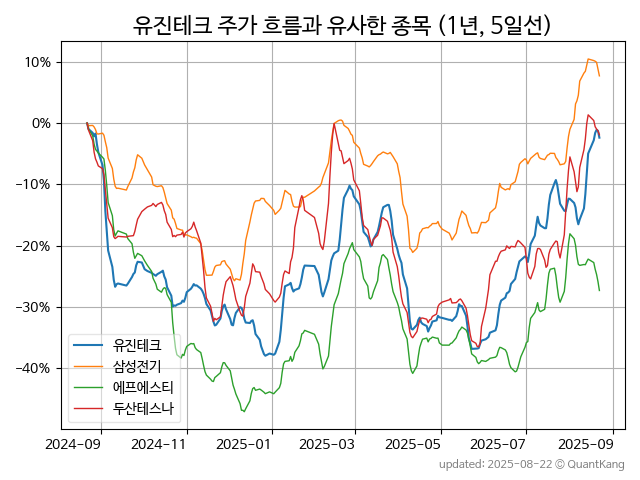 유진테크 주가 흐름과 유사한 종목 (1년, 5일선)
10%
0%
−10%
−20%
−30%
−40%
유진테크
삼성전기
에프에스티
두산테스나
2024-09 2024-11 2025-01 2025-03 2025-05 2025-07 2025-09
updated: 2025-08-22 © QuantKang